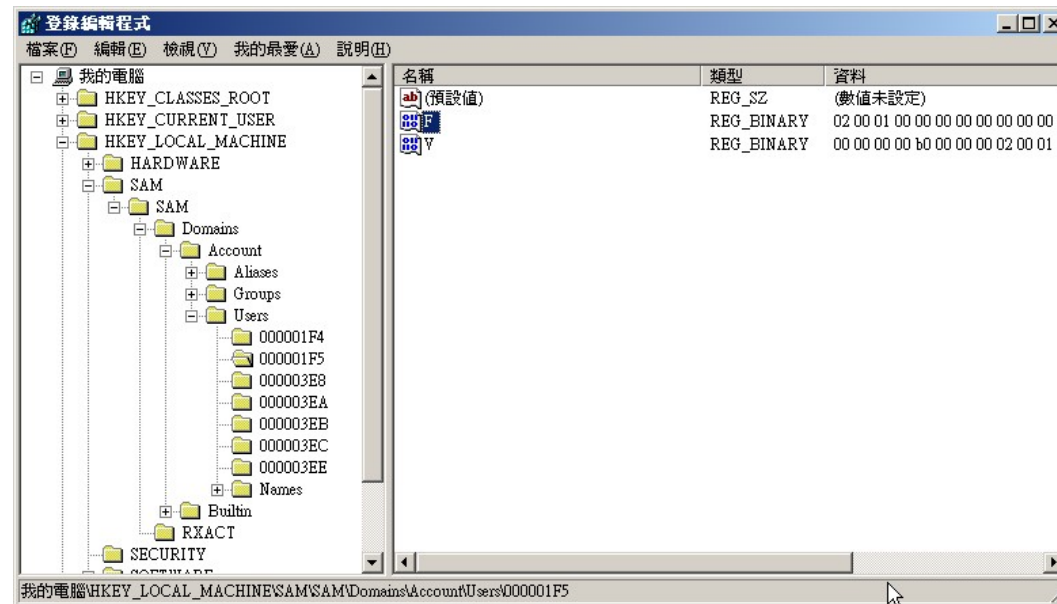 登錄編輯程式
檔案(F) 編輯(E) 檢視(V) 我的最愛(A) 說明(H)
我的電腦
HKEY_CLASSES_ROOT
HKEY_CURRENT_USER
HKEY_LOCAL_MACHINE
HARDWARE
SAM
SAM
Domains
Account
Aliases
Groups
Users
000001F4
000001F5
000003E8
000003EA
000003EB
000003EC
000003EE
Names
Builtin
RXACT
SECURITY
SOFTWARE
名稱 類型 資料
(預設值) REG_SZ (數值未設定)
F REG_BINARY 02 00 01 00 00 00 00 00 00 00 00
V REG_BINARY 00 00 00 00 b0 00 00 00 02 00 01
我的電腦\HKEY_LOCAL_MACHINE\SAM\SAM\Domains\Account\Users\000001F5